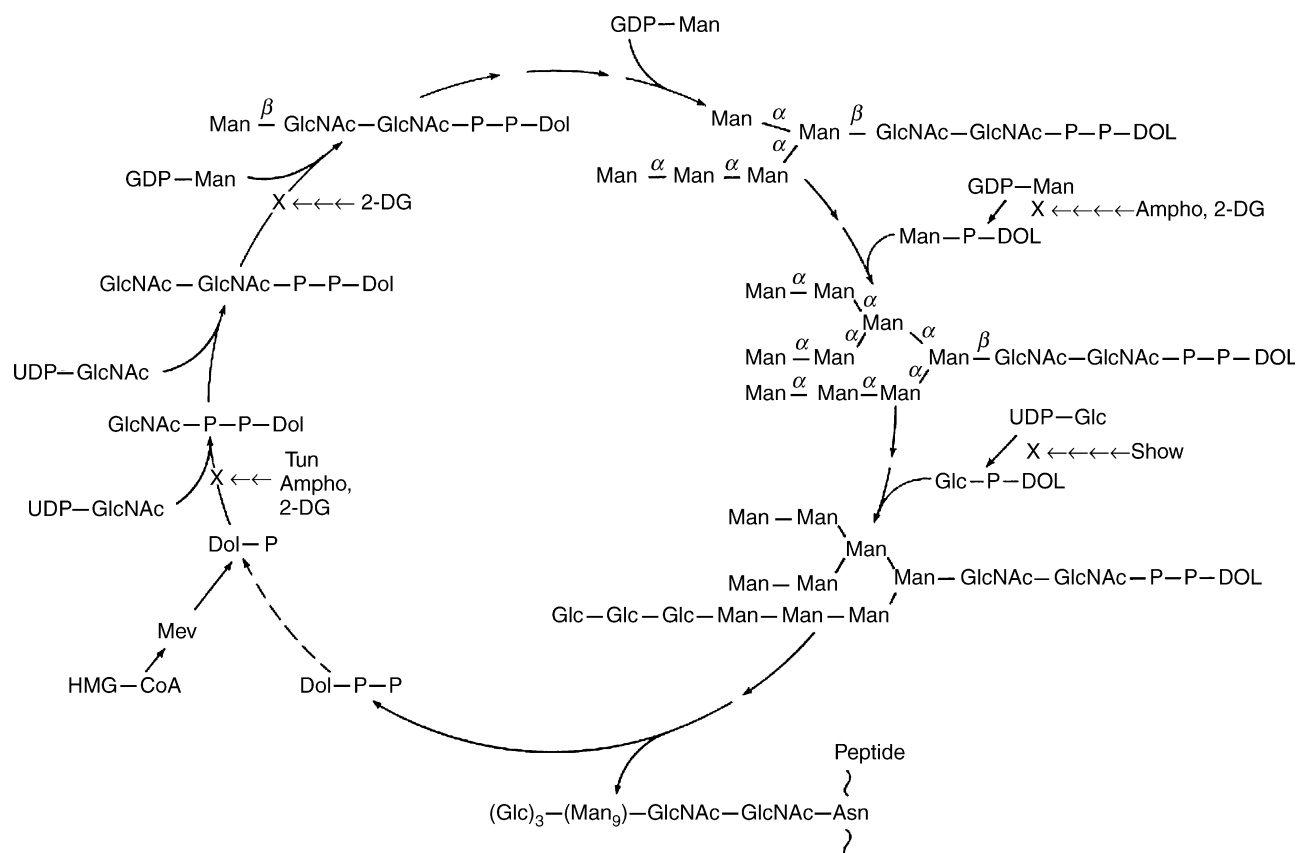 GDP—Man
Man —β— GlcNAc—GlcNAc—P—P—Dol
Man α Man —β— GlcNAc—GlcNAc—P—P—DOL
α
Man —α— Man —α— Man
GDP—Man
X ←←← 2-DG
GDP—Man
X ←←←←Ampho, 2-DG
Man—P—DOL
GlcNAc—GlcNAc—P—P—Dol
Man —α— Man α
Man
α α
Man —α— Man
Man —β— GlcNAc—GlcNAc—P—P—DOL
α
Man —α— Man —α— Man
UDP—GlcNAc
GlcNAc—P—P—Dol
UDP—Glc
X ←←←←Show
Glc—P—DOL
X ←← Tun
Ampho,
2-DG
UDP—GlcNAc
Dol—P
Man—Man
Man
Man—Man
Man—GlcNAc—GlcNAc—P—P—DOL
Glc—Glc—Glc—Man—Man—Man
Mev
HMG—CoA
Dol—P—P
Peptide
(Glc)₃—(Man₉)—GlcNAc—GlcNAc—Asn